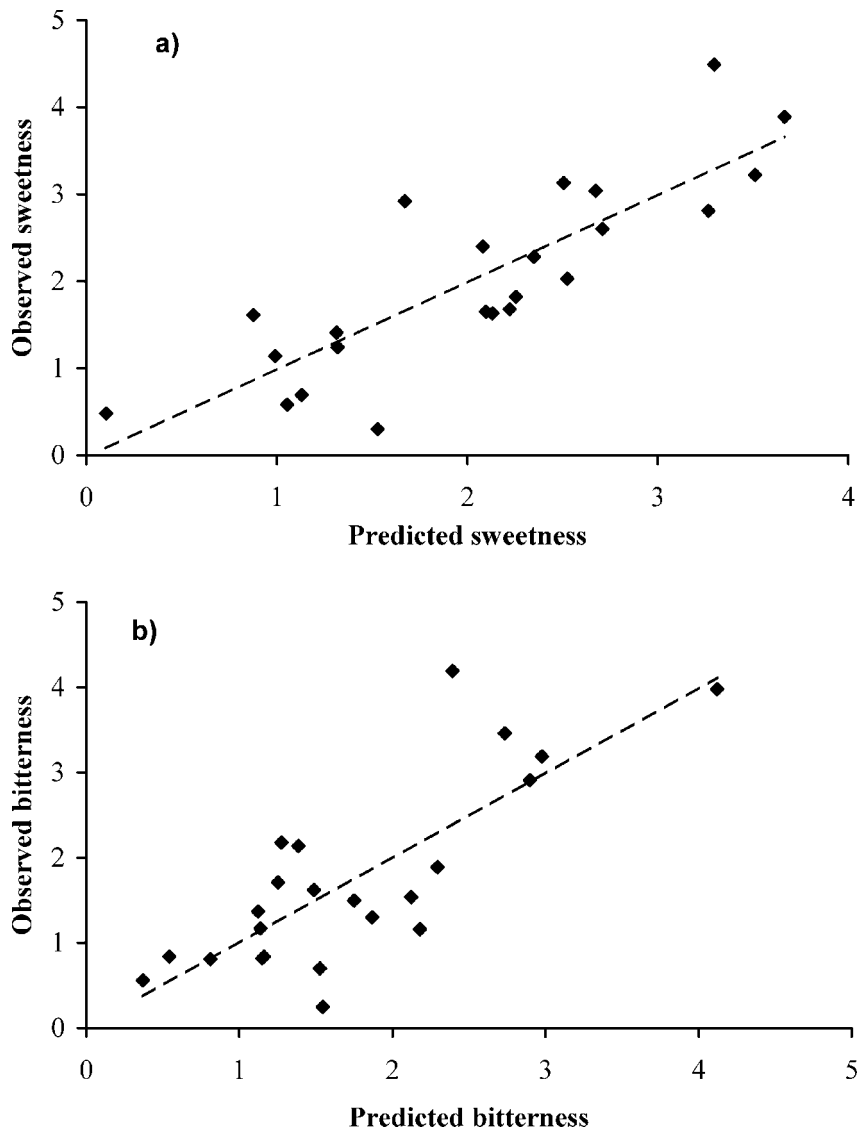 a)
5
4
3
2
1
0
Observed sweetness
0 1 2 3 4
Predicted sweetness
b)
5
4
3
2
1
0
Observed bitterness
0 1 2 3 4 5
Predicted bitterness